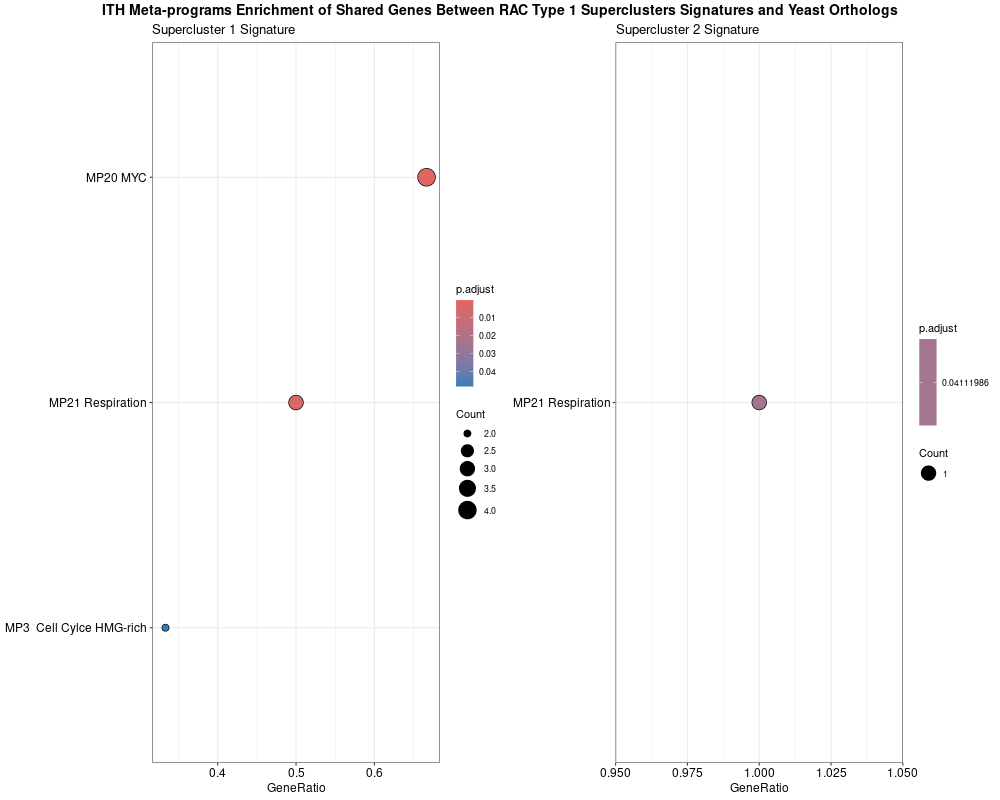 ITH Meta-programs Enrichment of Shared Genes Between RAC Type 1 Superclusters Signatures and Yeast Orthologs
Supercluster 1 Signature
MP20 MYC
MP21 Respiration
MP3  Cell Cylce HMG-rich
0.4
0.5
0.6
GeneRatio
p.adjust
0.01
0.02
0.03
0.04
Count
2.0
2.5
3.0
3.5
4.0
Supercluster 2 Signature
MP21 Respiration
0.950
0.975
1.000
1.025
1.050
GeneRatio
p.adjust
0.04111986
Count
1